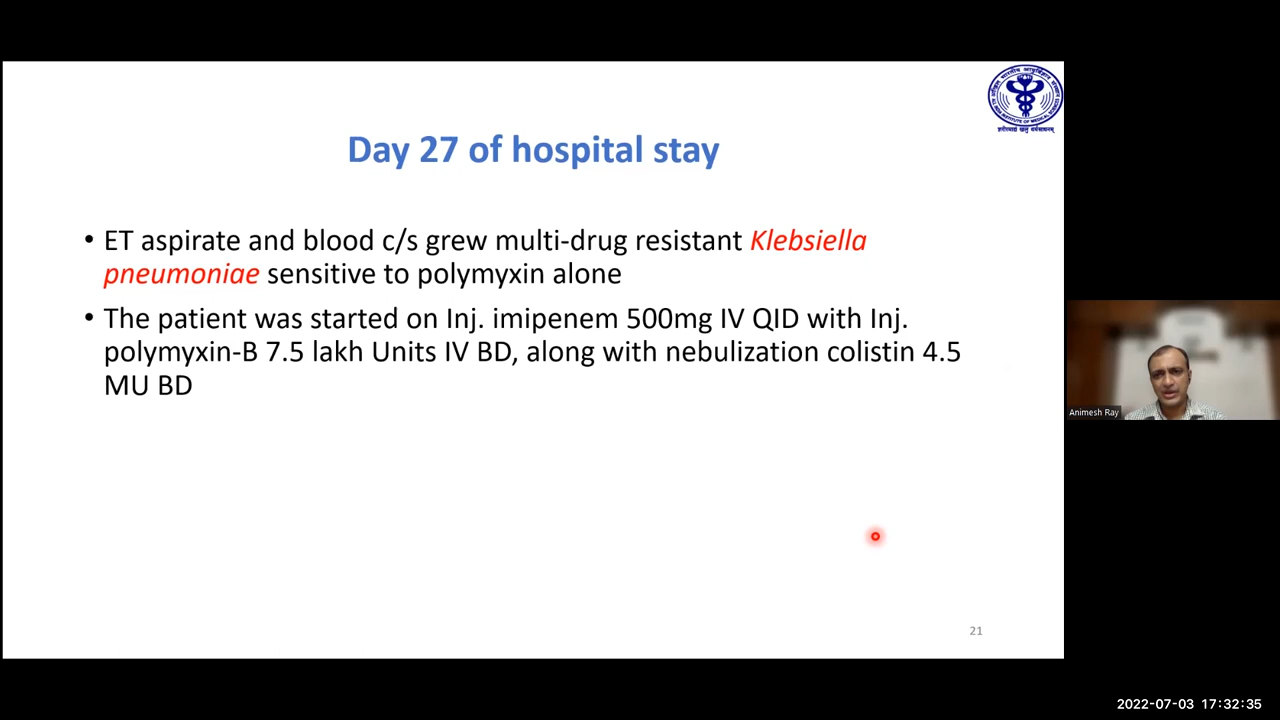 Day 27 of hospital stay
• ET aspirate and blood c/s grew multi-drug resistant Klebsiella
pneumoniae sensitive to polymyxin alone
• The patient was started on Inj. imipenem 500mg IV QID with Inj.
polymyxin-B 7.5 lakh Units IV BD, along with nebulization colistin 4.5
MU BD
21
Animesh Ray
2022-07-03 17:32:35